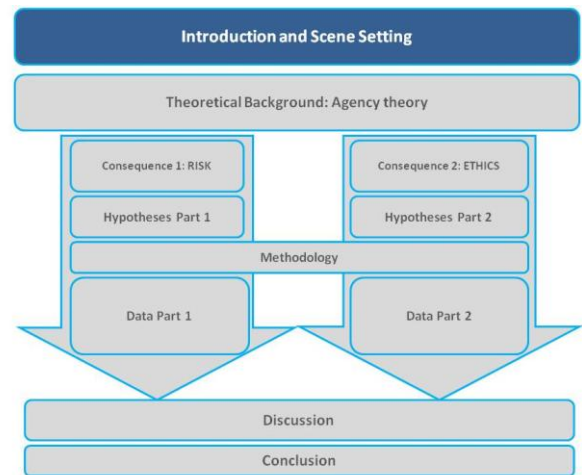 Introduction and Scene Setting
Theoretical Background: Agency theory
Consequence 1: RISK
Consequence 2: ETHICS
Hypotheses Part 1
Hypotheses Part 2
Methodology
Data Part 1
Data Part 2
Discussion
Conclusion